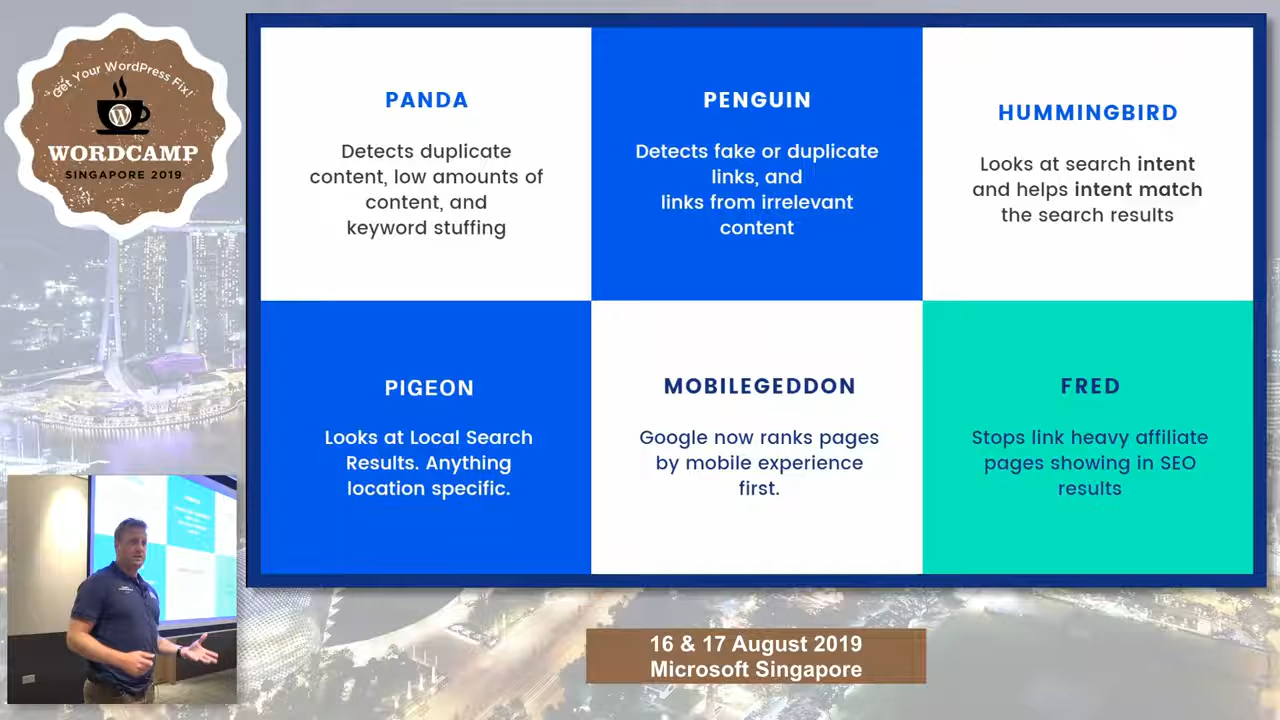 Get Your WordPress Fix!
WORDCAMP
SINGAPORE 2019
PANDA
Detects duplicate
content, low amounts of
content, and
keyword stuffing
PENGUIN
Detects fake or duplicate
links, and
links from irrelevant
content
HUMMINGBIRD
Looks at search intent
and helps intent match
the search results
PIGEON
Looks at Local Search
Results. Anything
location specific.
MOBILEGEDDON
Google now ranks pages
by mobile experience
first.
FRED
Stops link heavy affiliate
pages showing in SEO
results
16 & 17 August 2019
Microsoft Singapore